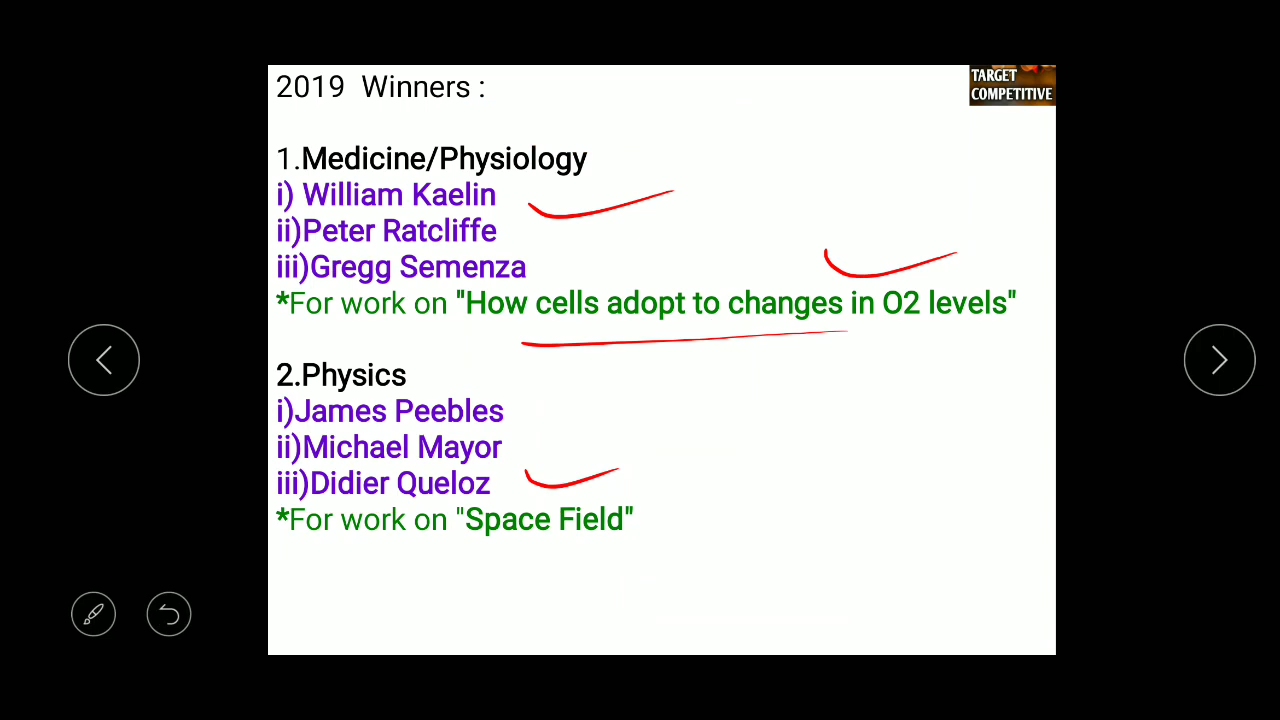 2019 Winners :
TARGET
COMPETITIVE
1.Medicine/Physiology
i) William Kaelin
ii)Peter Ratcliffe
iii)Gregg Semenza
*For work on "How cells adopt to changes in O2 levels"
2.Physics
i)James Peebles
ii)Michael Mayor
iii)Didier Queloz
*For work on "Space Field"